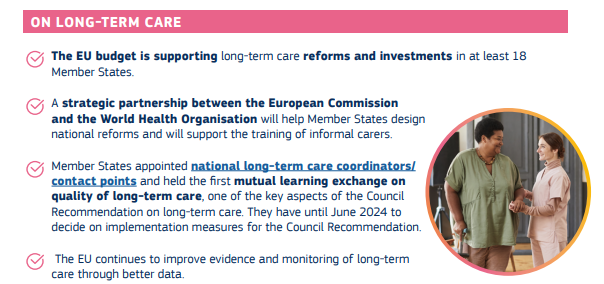 ON LONG-TERM CARE
The EU budget is supporting long-term care reforms and investments in at least 18
Member States.
A strategic partnership between the European Commission
and the World Health Organisation will help Member States design
national reforms and will support the training of informal carers.
Member States appointed national long-term care coordinators/
contact points and held the first mutual learning exchange on
quality of long-term care, one of the key aspects of the Council
Recommendation on long-term care. They have until June 2024 to
decide on implementation measures for the Council Recommendation.
The EU continues to improve evidence and monitoring of long-term
care through better data.